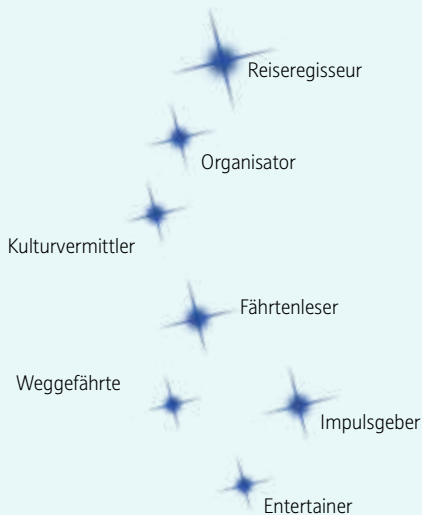 Reiseregisseur
Organisator
Kulturvermittler
Fährtenleser
Weggefährte
Impulsgeber
Entertainer